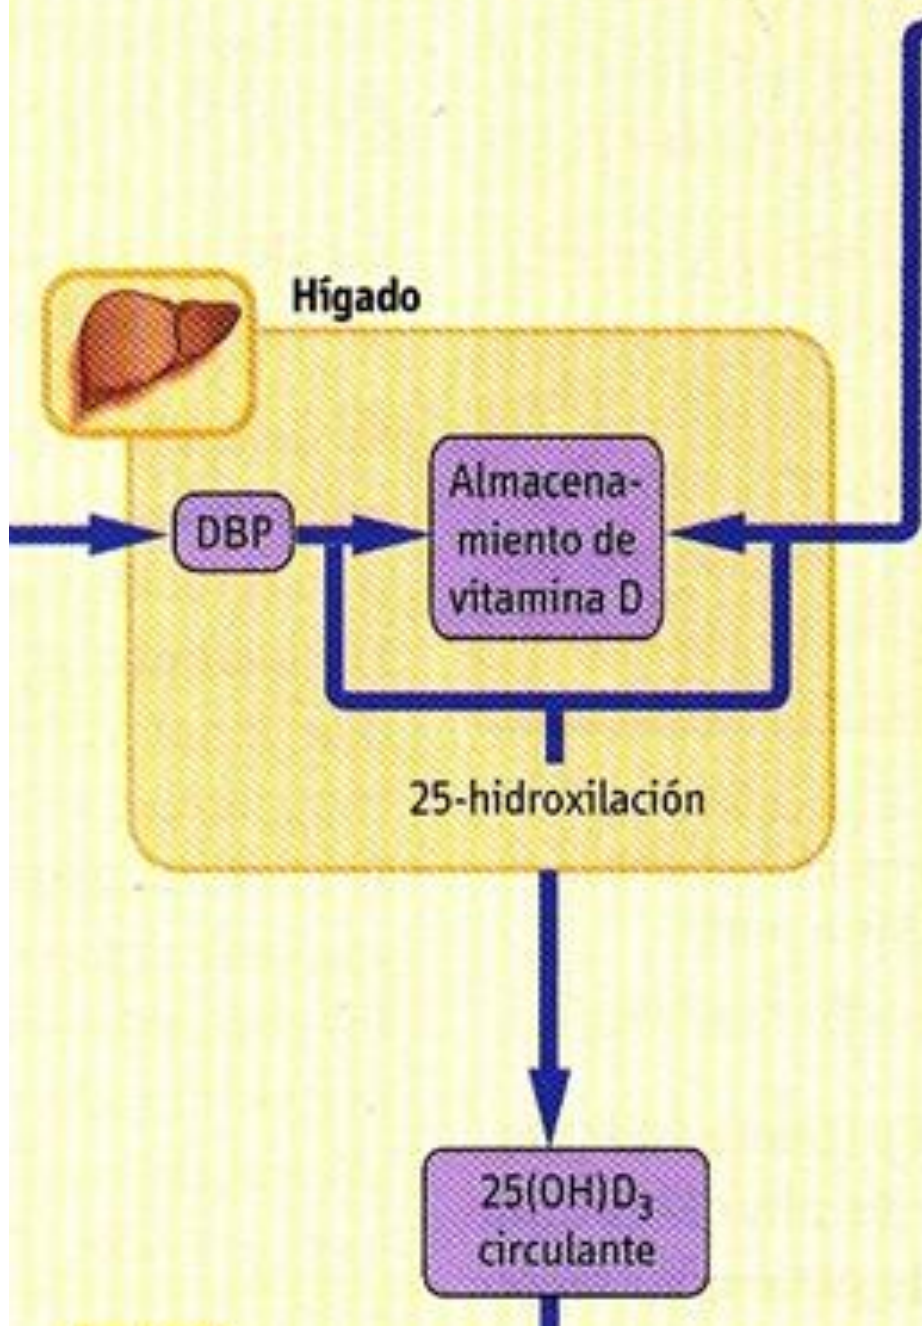 Hígado
DBP
Almacena-
miento de
vitamina D
25-hidroxilación
25(OH)D₃
circulante